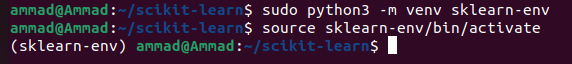 ammad@Ammad:~/scikit-learn$ sudo python3 -m venv sklearn-env
ammad@Ammad:~/scikit-learn$ source sklearn-env/bin/activate
(sklearn-env) ammad@Ammad:~/scikit-learn$